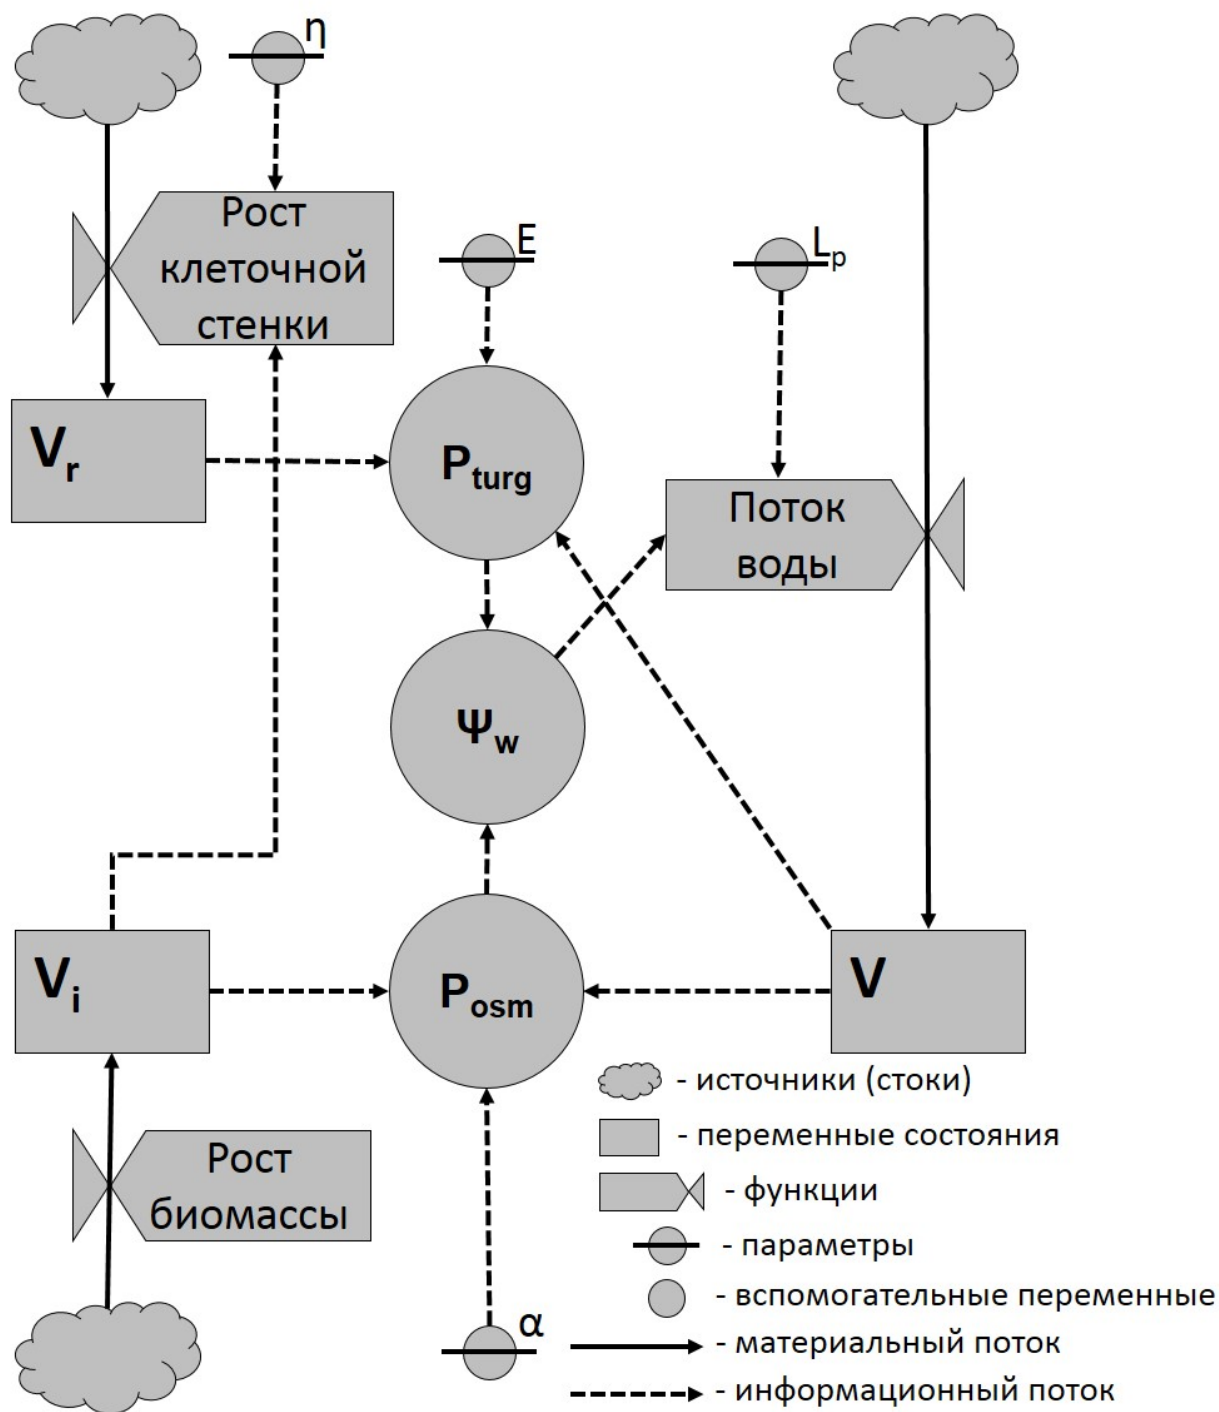 η
Рост
клеточной
стенки
E
Lp
Vr
Pturg
Поток
воды
Ψw
Vi
Posm
V
Рост
биомассы
α
- источники (стоки)
- переменные состояния
- функции
- параметры
- вспомогательные переменные
- материальный поток
- информационный поток